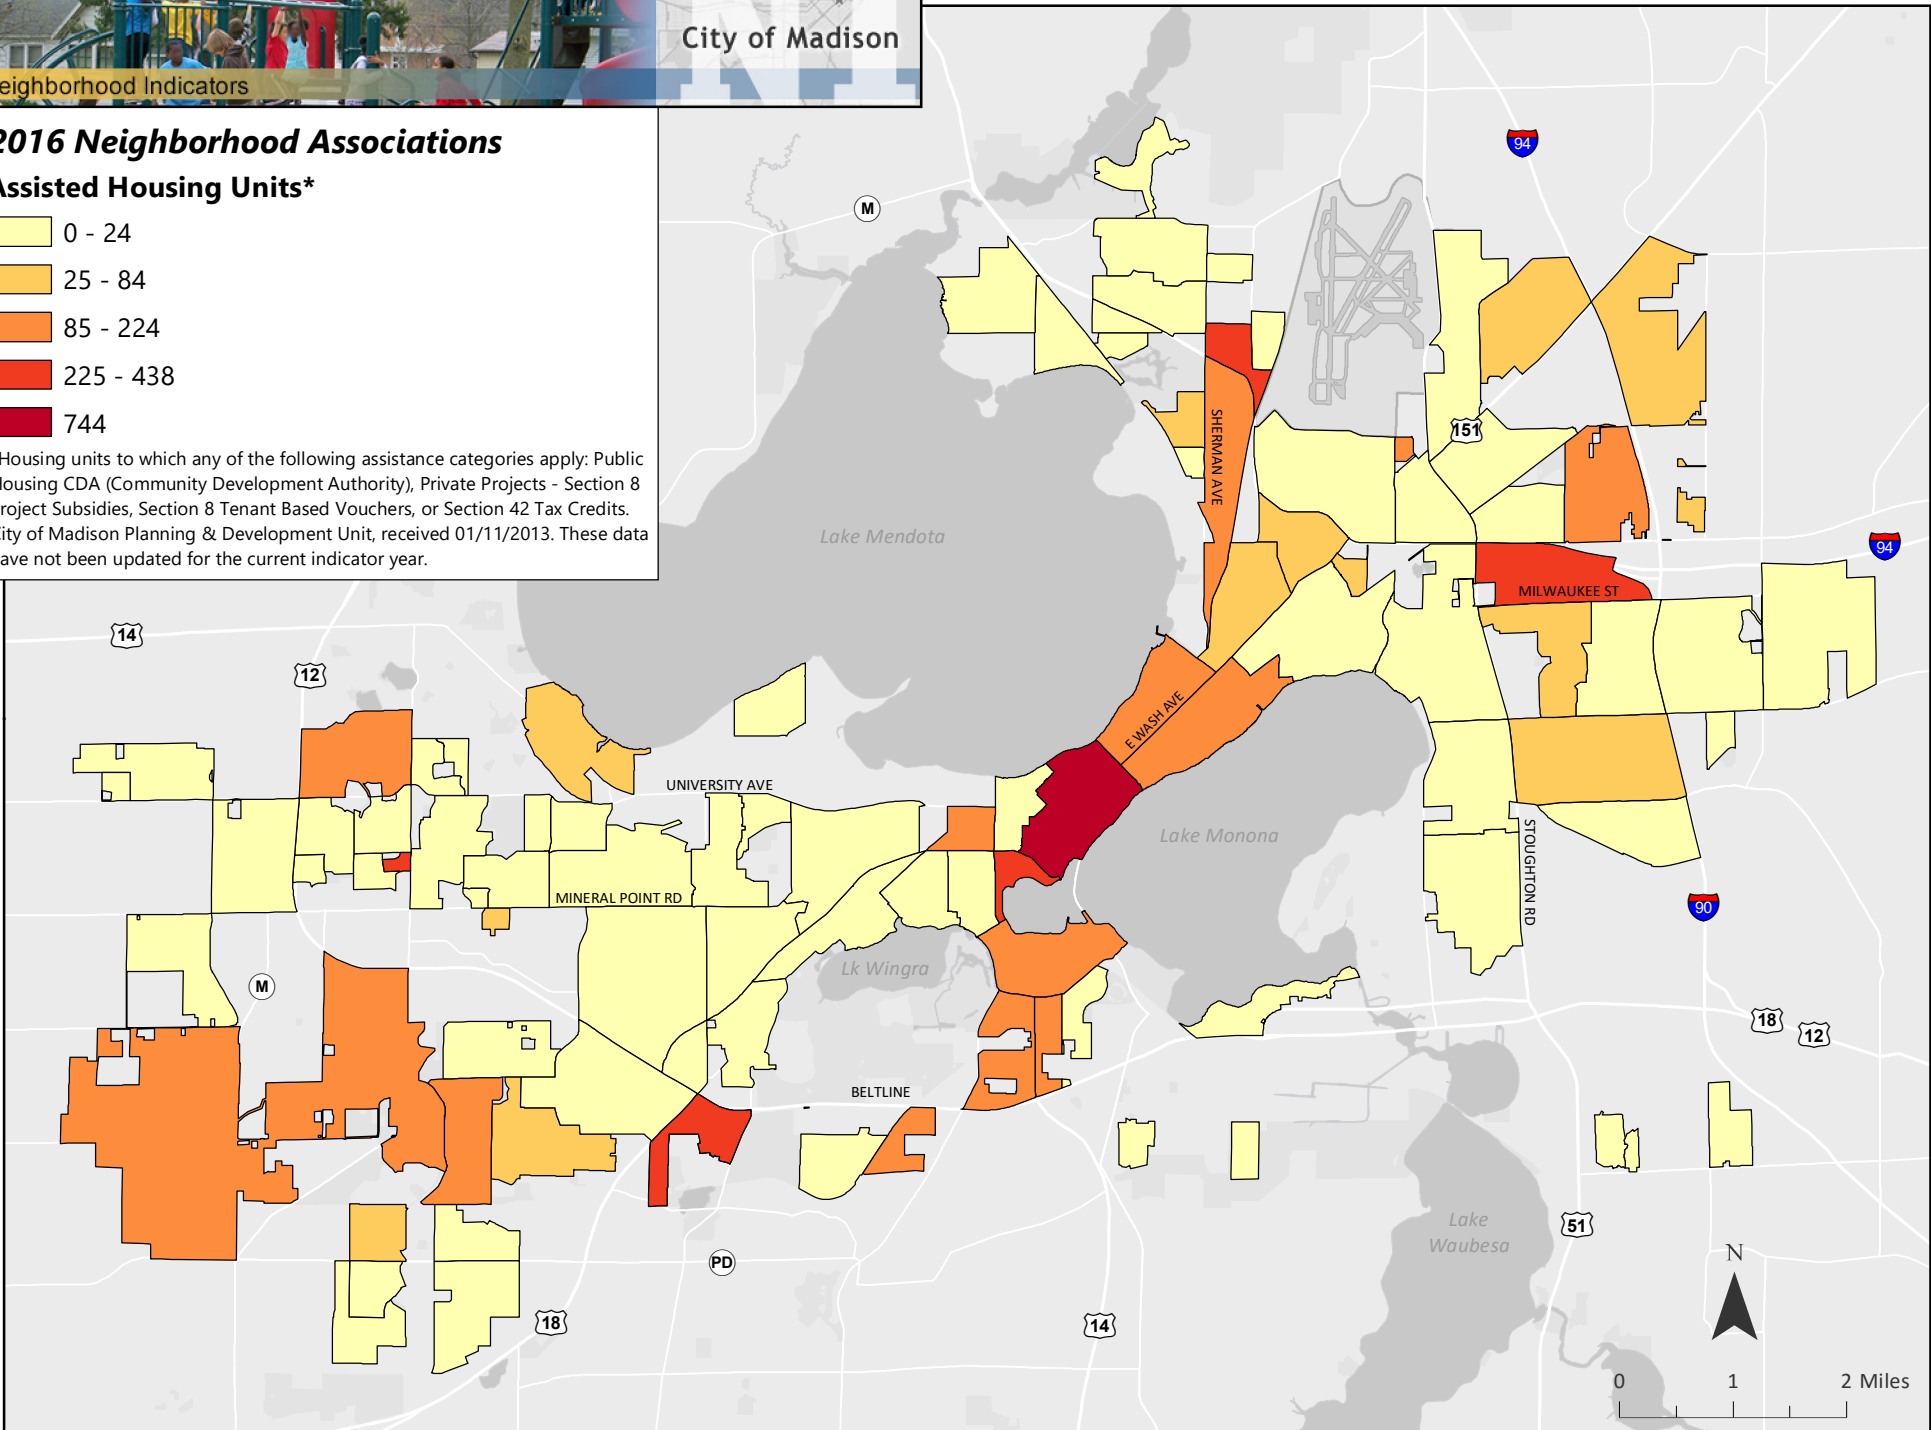 City of Madison
eighborhood Indicators
2016 Neighborhood Associations
Assisted Housing Units*
0 - 24
25 - 84
85 - 224
225 - 438
744
Housing units to which any of the following assistance categories apply: Public
Housing CDA (Community Development Authority), Private Projects - Section 8
roject Subsidies, Section 8 Tenant Based Vouchers, or Section 42 Tax Credits.
City of Madison Planning & Development Unit, received 01/11/2013. These data
ave not been updated for the current indicator year.
94
M
SHERMAN AVE
151
Lake Mendota
94
MILWAUKEE ST
14
12
E WASH AVE
UNIVERSITY AVE
Lake Monona
STOUGHTON RD
MINERAL POINT RD
90
Lk Wingra
M
18
12
BELTLINE
Lake
Waubesa
51
N
PD
18
14
0 1 2 Miles